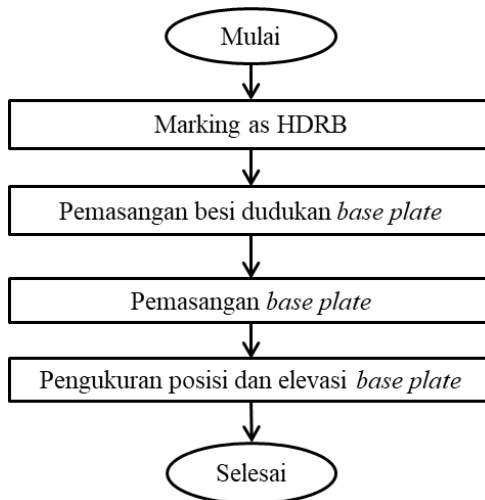 Mulai
Marking as HDRB
Pemasangan besi dudukan base plate
Pemasangan base plate
Pengukuran posisi dan elevasi base plate
Selesai